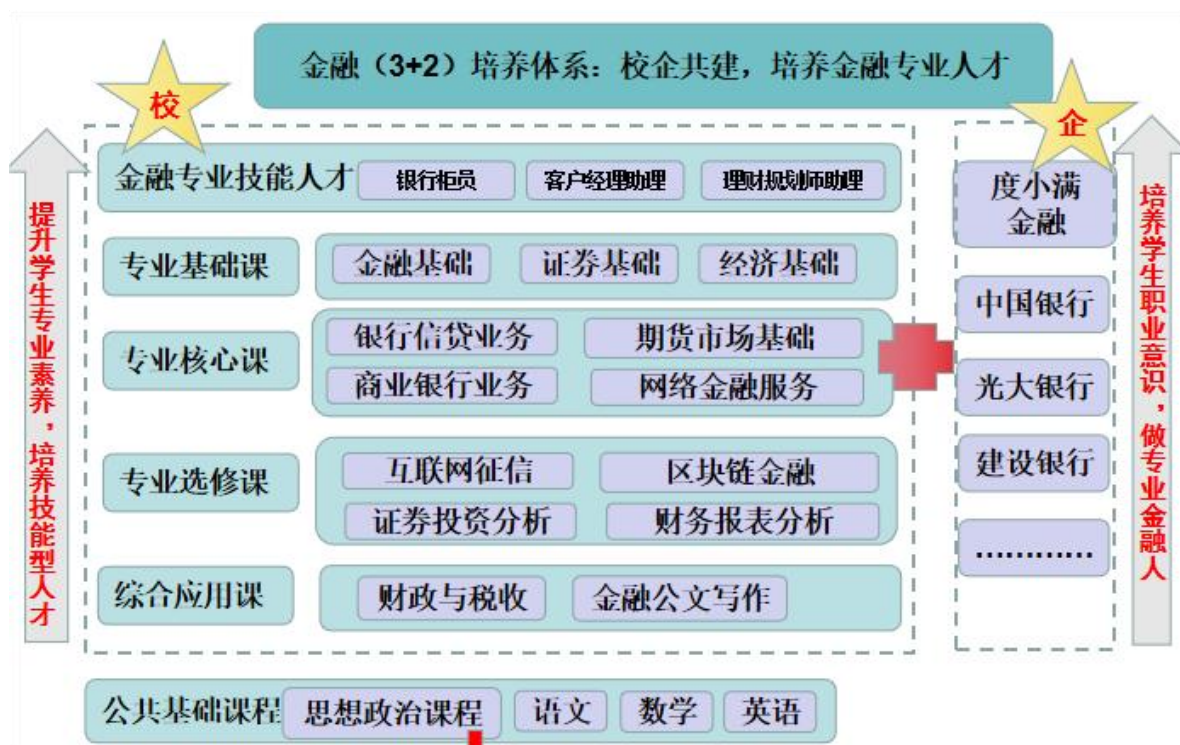 金融（3+2）培养体系：校企共建，培养金融专业人才
校
企
提升学生专业素养，培养技能型人才
金融专业技能人才
银行柜员
客户经理助理
理财规划师助理
专业基础课
金融基础
证券基础
经济基础
专业核心课
银行信贷业务
期货市场基础
商业银行业务
网络金融服务
专业选修课
互联网征信
区块链金融
证券投资分析
财务报表分析
综合应用课
财政与税收
金融公文写作
公共基础课程
思想政治课程
语文
数学
英语
度小满
金融
中国银行
光大银行
建设银行
…………
培养学生职业意识，做专业金融人